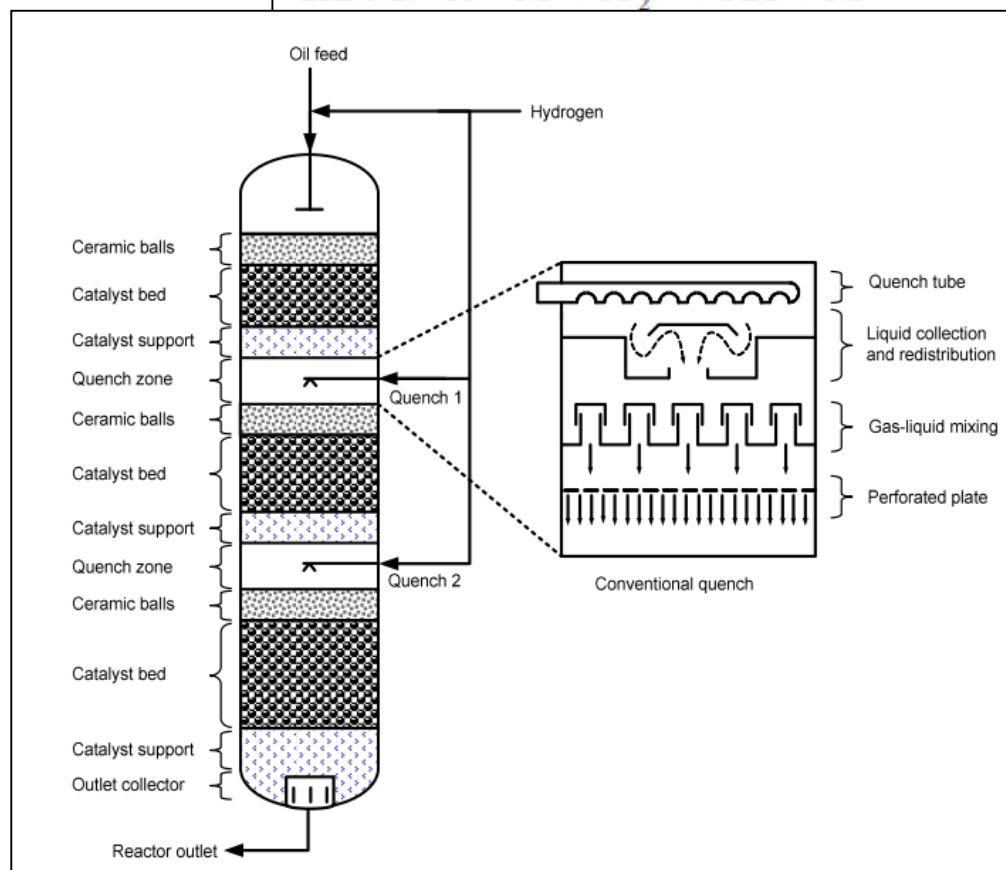 Oil feed
Hydrogen
Ceramic balls
Catalyst bed
Catalyst support
Quench zone
Quench 1
Ceramic balls
Catalyst bed
Catalyst support
Quench zone
Quench 2
Ceramic balls
Catalyst bed
Catalyst support
Outlet collector
Reactor outlet
Quench tube
Liquid collection
and redistribution
Gas-liquid mixing
Perforated plate
Conventional quench